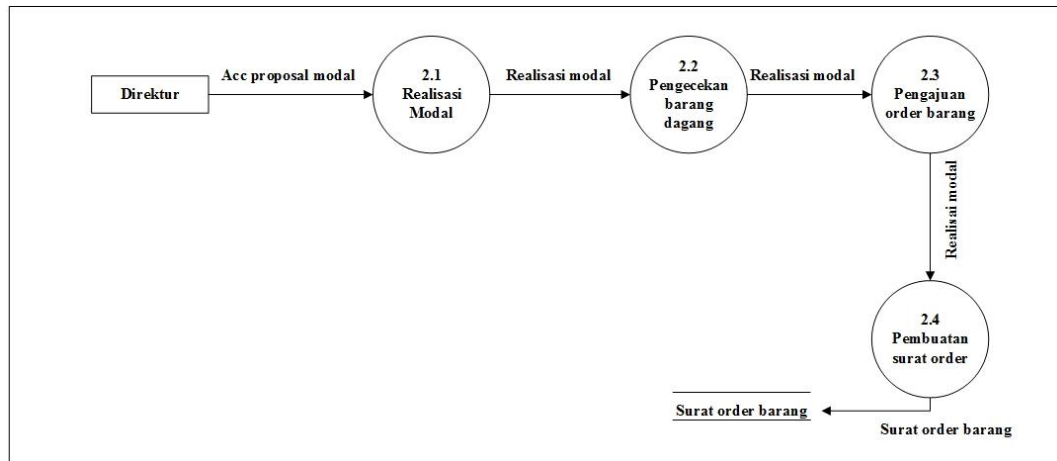 Direktur
Acc proposal modal
2.1
Realisasi
Modal
Realisasi modal
2.2
Pengecekan
barang
dagang
Realisasi modal
2.3
Pengajuan
order barang
Realisai modal
2.4
Pembuatan
surat order
Surat order barang
Surat order barang